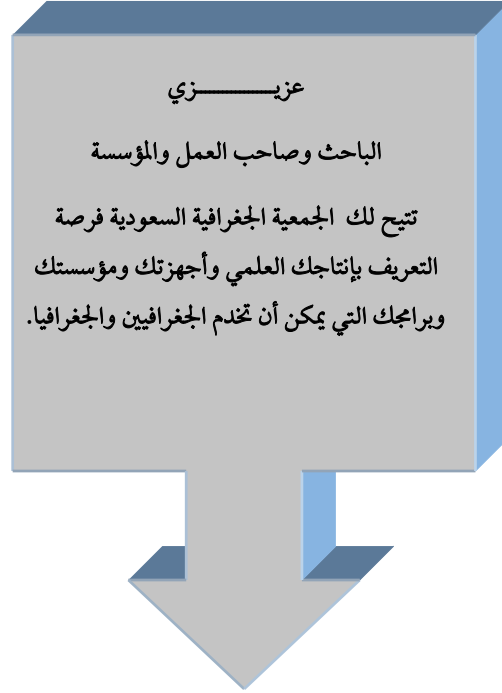 عزيـــــــــــــزي
الباحث وصاحب العمل والمؤسسة
تتيح لك الجمعية الجغرافية السعودية فرصة
التعريف بإنتاجك العلمي وأجهزتك ومؤسستك
وبرامجك التي يمكن أن تخدم الجغرافيين والجغرافيا.